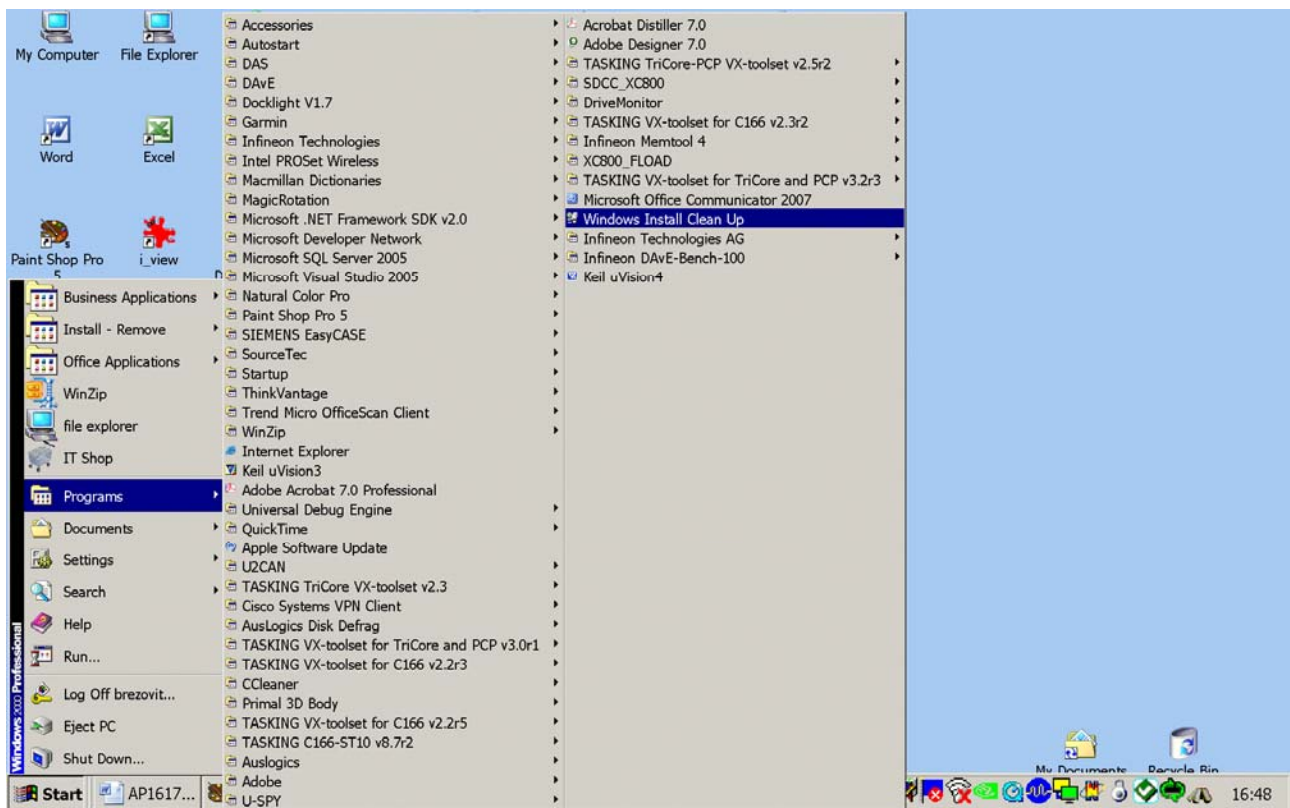 My Computer
File Explorer
Word
Excel
Paint Shop Pro
5
i_view
Business Applications
Install - Remove
Office Applications
WinZip
file explorer
IT Shop
Programs
Documents
Settings
Search
Help
Run...
Log Off brezovit...
Eject PC
Shut Down...
Windows 2000 Professional
Accessories
Autostart
DAS
DAvE
Docklight V1.7
Garmin
Infineon Technologies
Intel PROSet Wireless
Macmillan Dictionaries
MagicRotation
Microsoft .NET Framework SDK v2.0
Microsoft Developer Network
Microsoft SQL Server 2005
Microsoft Visual Studio 2005
Natural Color Pro
Paint Shop Pro 5
SIEMENS EasyCASE
SourceTec
Startup
ThinkVantage
Trend Micro OfficeScan Client
WinZip
Internet Explorer
Keil uVision3
Adobe Acrobat 7.0 Professional
Universal Debug Engine
QuickTime
Apple Software Update
U2CAN
TASKING TriCore VX-toolset v2.3
Cisco Systems VPN Client
AusLogics Disk Defrag
TASKING VX-toolset for TriCore and PCP v3.0r1
TASKING VX-toolset for C166 v2.2r3
CCleaner
Primal 3D Body
TASKING VX-toolset for C166 v2.2r5
TASKING C166-ST10 v8.7r2
Auslogics
Adobe
U-SPY
Acrobat Distiller 7.0
Adobe Designer 7.0
TASKING TriCore-PCP VX-toolset v2.5r2
SDCC_XC800
DriveMonitor
TASKING VX-toolset for C166 v2.3r2
Infineon Memtool 4
XC800_FLOAD
TASKING VX-toolset for TriCore and PCP v3.2r3
Microsoft Office Communicator 2007
Windows Install Clean Up
Infineon Technologies AG
Infineon DAvE-Bench-100
Keil uVision4
My Documents
Recycle Bin
Start
AP1617...
16:48